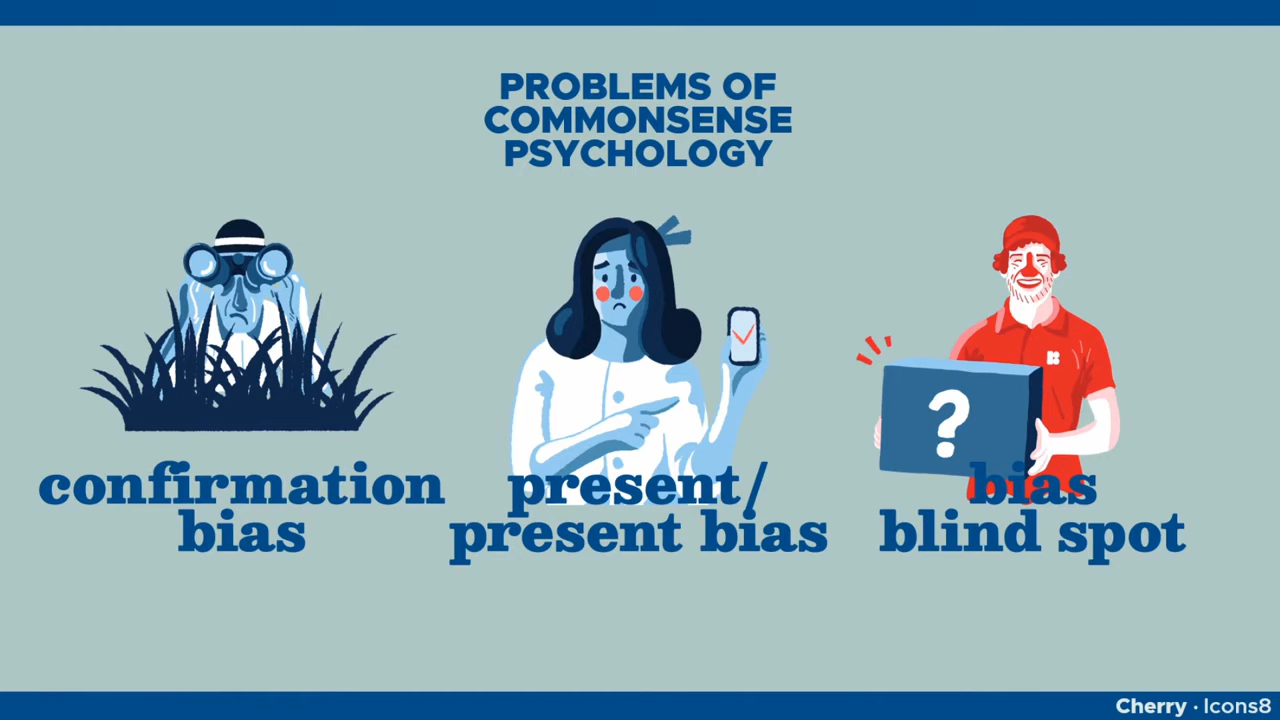 PROBLEMS OF
COMMONSENSE
PSYCHOLOGY
?
confirmation
bias
present/
present bias
bias
blind spot
Cherry · Icons8